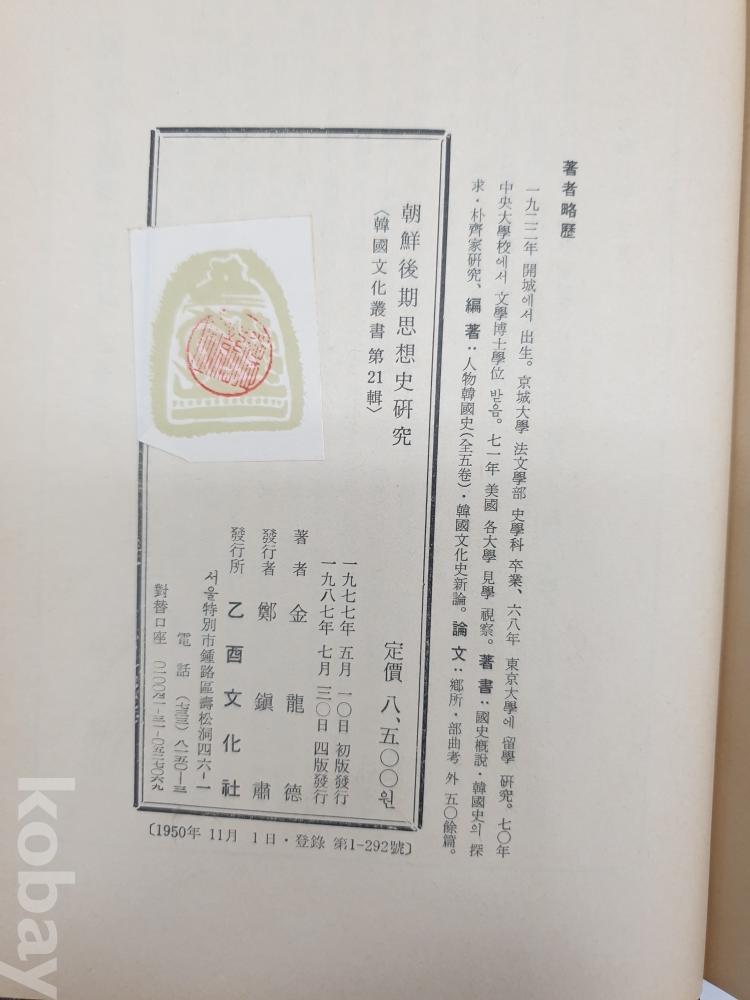 著者略歷
一九二二年 開城에서 出生。京城大學 法文學部 史學科 卒業、六八年 東京大學에 留學 硏究。七〇年
中央大學校에서 文學博士學位 받음。七一年 美國 各大學 見學 視察。著書:國史槪說・韓國史의 探
求・朴齊家硏究、編著:人物韓國史(全五卷)・韓國文化史新論。論文:鄕所・部曲考 外 五〇餘篇。
朝鮮後期思想史硏究
〈韓國文化叢書 第21輯〉
定價 八、五〇〇원
一九七七年 五月 一〇日 初版發行
一九八七年 七月 三〇日 四版發行
著者 金龍德
發行者 鄭鎭肅
發行所 乙酉文化社
서울特別市鍾路區壽松洞四六-一
電話 (七三三) 八一五〇-三
對替口座
〔1950年 11月 1日・登錄 第1-292號〕
kobay